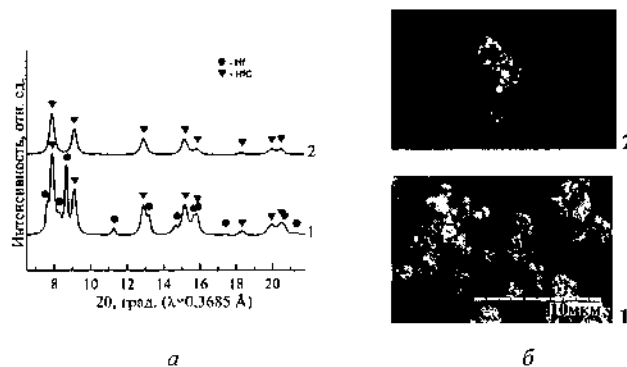 - Hf
- HfC
Интенсивность, отн. ед.
2
1
8 10 12 14 16 18 20
2θ, град. (λ=0.3685 Å)
а
2
10мкм
1
б